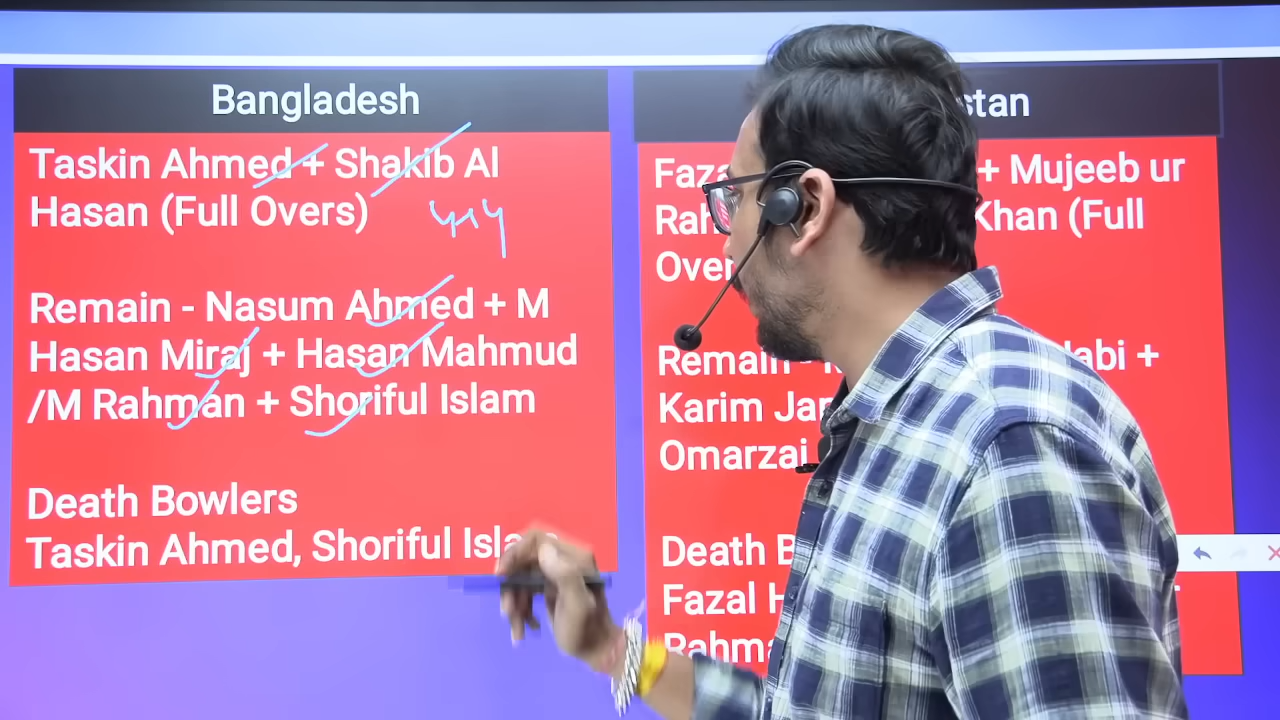 Bangladesh
Taskin Ahmed + Shakib Al
Hasan (Full Overs)
4+4
Remain - Nasum Ahmed + M
Hasan Miraj + Hasan Mahmud
/M Rahman + Shoriful Islam
Death Bowlers
Taskin Ahmed, Shoriful Islam
stan
Faza + Mujeeb ur
Rah Khan (Full
Over
Remain - abi +
Karim Jan
Omarzai
Death B
Fazal H
Rahma